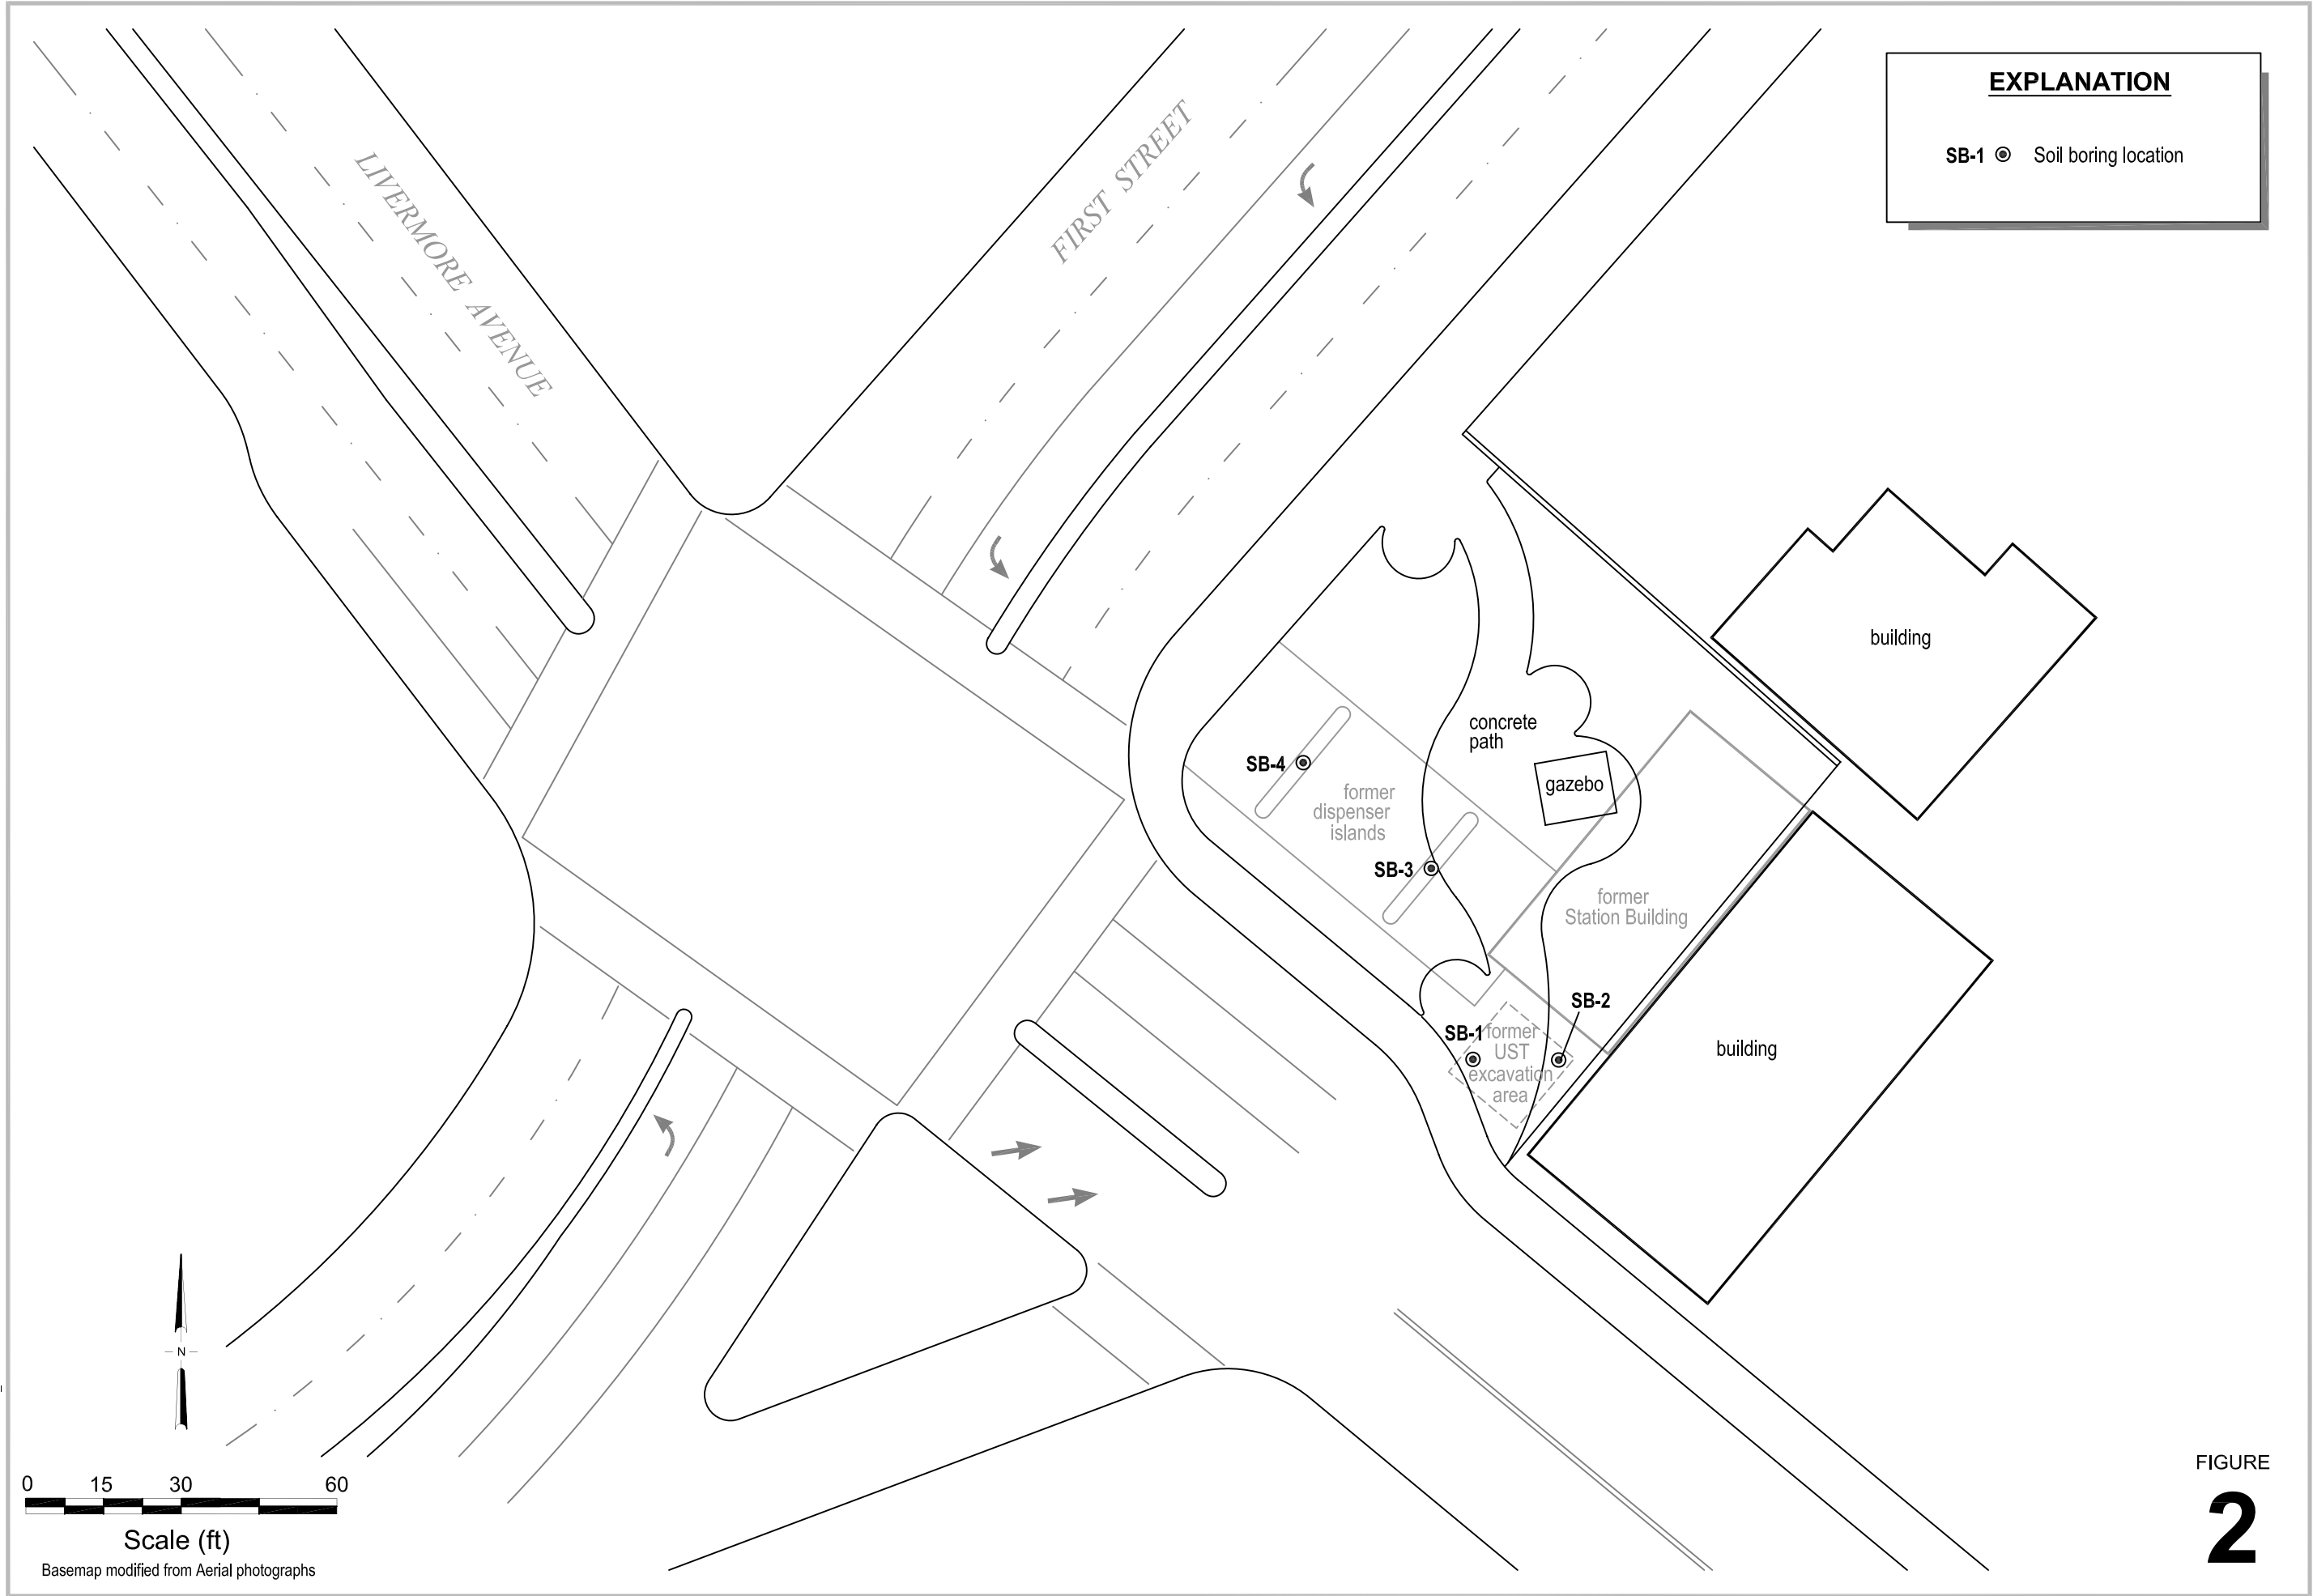 EXPLANATION
SB-1 Soil boring location
LIVERMORE AVENUE
FIRST STREET
building
concrete
path
gazebo
SB-4
former
dispenser
islands
SB-3
former
Station Building
SB-2
SB-1
former
UST
excavation
area
building
N
0 15 30 60
Scale (ft)
Basemap modified from Aerial photographs
FIGURE
2